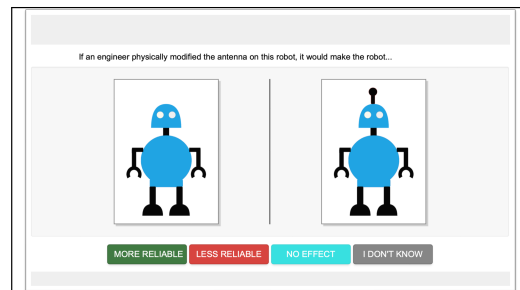 If an engineer physically modified the antenna on this robot, it would make the robot...
MORE RELIABLE
LESS RELIABLE
NO EFFECT
I DON'T KNOW